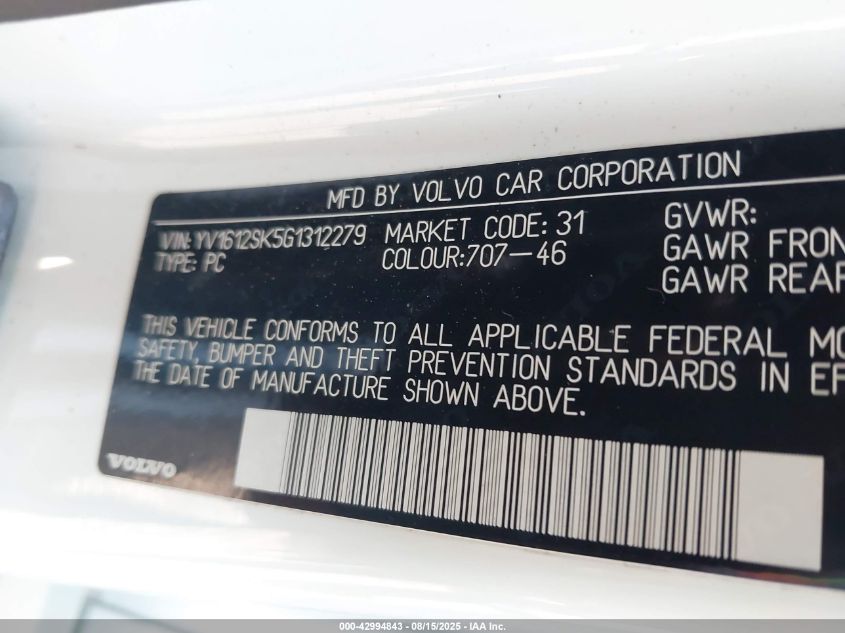 MFD BY VOLVO CAR CORPORATION
VIN: YV1612SK5G1312279 MARKET CODE: 31 GVWR:
TYPE: PC COLOUR:707-46 GAWR FRON
GAWR REAR
THIS VEHICLE CONFORMS TO ALL APPLICABLE FEDERAL MO
SAFETY, BUMPER AND THEFT PREVENTION STANDARDS IN EF
THE DATE OF MANUFACTURE SHOWN ABOVE.
VOLVO
000-42994843 - 08/15/2025 - IAA Inc.